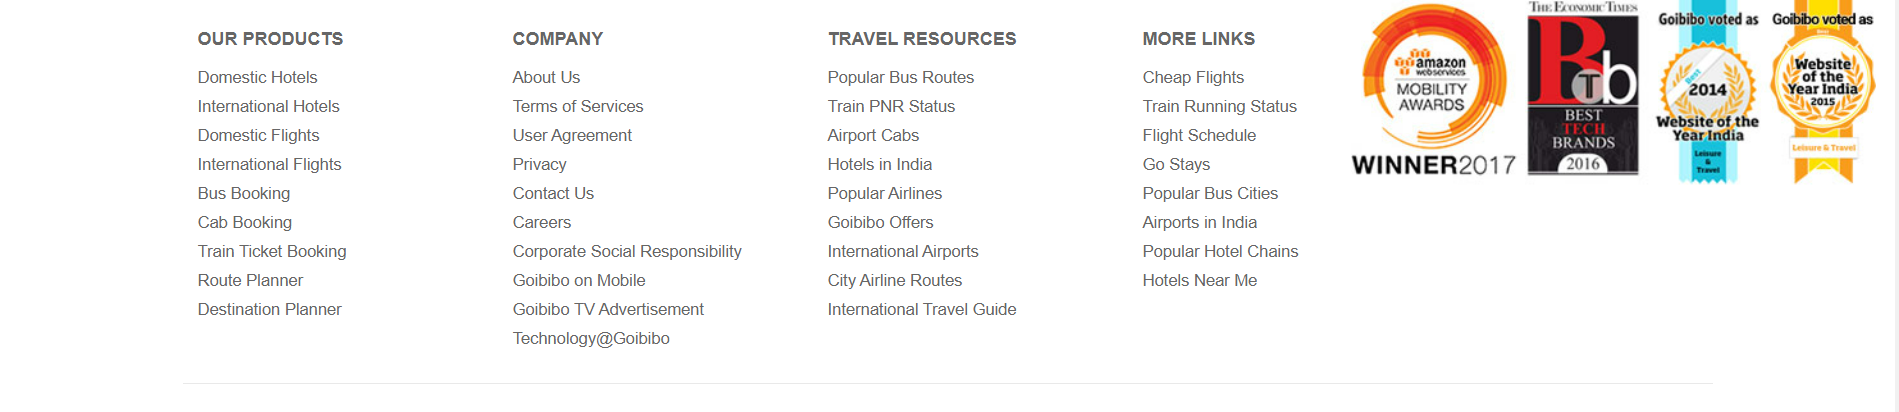 OUR PRODUCTS
Domestic Hotels
International Hotels
Domestic Flights
International Flights
Bus Booking
Cab Booking
Train Ticket Booking
Route Planner
Destination Planner
COMPANY
About Us
Terms of Services
User Agreement
Privacy
Contact Us
Careers
Corporate Social Responsibility
Goibibo on Mobile
Goibibo TV Advertisement
Technology@Goibibo
TRAVEL RESOURCES
Popular Bus Routes
Train PNR Status
Airport Cabs
Hotels in India
Popular Airlines
Goibibo Offers
International Airports
City Airline Routes
International Travel Guide
MORE LINKS
Cheap Flights
Train Running Status
Flight Schedule
Go Stays
Popular Bus Cities
Airports in India
Popular Hotel Chains
Hotels Near Me
amazon
webservices
MOBILITY
AWARDS
WINNER2017
THE ECONOMIC TIMES
BTb
BEST
TECH
BRANDS
2016
Goibibo voted as
Best
2014
Website of the
Year India
Leisure
&
Travel
Goibibo voted as
Best
Website
of the
Year India
2015
Leisure & Travel